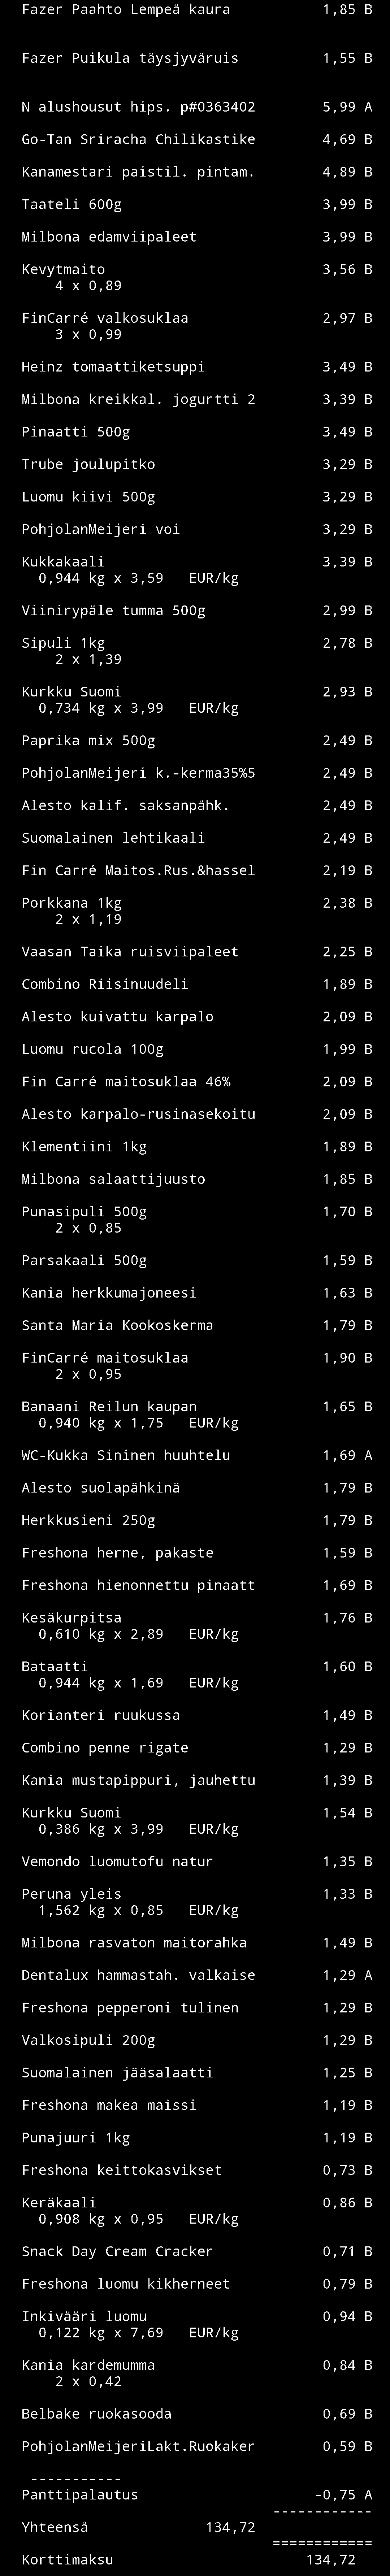 Fazer Paahto Lempeä kaura 1,85 B
Fazer Puikula täysjyväruis 1,55 B
N alushousut hips. p#0363402 5,99 A
Go-Tan Sriracha Chilikastike 4,69 B
Kanamestari paistil. pintam. 4,89 B
Taateli 600g 3,99 B
Milbona edamviipaleet 3,99 B
Kevytmaito 3,56 B
4 x 0,89
FinCarré valkosuklaa 2,97 B
3 x 0,99
Heinz tomaattiketsuppi 3,49 B
Milbona kreikkal. jogurtti 2 3,39 B
Pinaatti 500g 3,49 B
Trube joulupitko 3,29 B
Luomu kiivi 500g 3,29 B
PohjolanMeijeri voi 3,29 B
Kukkakaali 3,39 B
0,944 kg x 3,59 EUR/kg
Viinirypäle tumma 500g 2,99 B
Sipuli 1kg 2,78 B
2 x 1,39
Kurkku Suomi 2,93 B
0,734 kg x 3,99 EUR/kg
Paprika mix 500g 2,49 B
PohjolanMeijeri k.-kerma35%5 2,49 B
Alesto kalif. saksanpähk. 2,49 B
Suomalainen lehtikaali 2,49 B
Fin Carré Maitos.Rus.&hassel 2,19 B
Porkkana 1kg 2,38 B
2 x 1,19
Vaasan Taika ruisviipaleet 2,25 B
Combino Riisinuudeli 1,89 B
Alesto kuivattu karpalo 2,09 B
Luomu rucola 100g 1,99 B
Fin Carré maitosuklaa 46% 2,09 B
Alesto karpalo-rusinasekoitu 2,09 B
Klementiini 1kg 1,89 B
Milbona salaattijuusto 1,85 B
Punasipuli 500g 1,70 B
2 x 0,85
Parsakaali 500g 1,59 B
Kania herkkumajoneesi 1,63 B
Santa Maria Kookoskerma 1,79 B
FinCarré maitosuklaa 1,90 B
2 x 0,95
Banaani Reilun kaupan 1,65 B
0,940 kg x 1,75 EUR/kg
WC-Kukka Sininen huuhtelu 1,69 A
Alesto suolapähkinä 1,79 B
Herkkusieni 250g 1,79 B
Freshona herne, pakaste 1,59 B
Freshona hienonnettu pinaatt 1,69 B
Kesäkurpitsa 1,76 B
0,610 kg x 2,89 EUR/kg
Bataatti 1,60 B
0,944 kg x 1,69 EUR/kg
Korianteri ruukussa 1,49 B
Combino penne rigate 1,29 B
Kania mustapippuri, jauhettu 1,39 B
Kurkku Suomi 1,54 B
0,386 kg x 3,99 EUR/kg
Vemondo luomutofu natur 1,35 B
Peruna yleis 1,33 B
1,562 kg x 0,85 EUR/kg
Milbona rasvaton maitorahka 1,49 B
Dentalux hammastah. valkaise 1,29 A
Freshona pepperoni tulinen 1,29 B
Valkosipuli 200g 1,29 B
Suomalainen jääsalaatti 1,25 B
Freshona makea maissi 1,19 B
Punajuuri 1kg 1,19 B
Freshona keittokasvikset 0,73 B
Keräkaali 0,86 B
0,908 kg x 0,95 EUR/kg
Snack Day Cream Cracker 0,71 B
Freshona luomu kikherneet 0,79 B
Inkivääri luomu 0,94 B
0,122 kg x 7,69 EUR/kg
Kania kardemumma 0,84 B
2 x 0,42
Belbake ruokasooda 0,69 B
PohjolanMeijeriLakt.Ruokaker 0,59 B
-----------
Panttipalautus -0,75 A
------------
Yhteensä 134,72
============
Korttimaksu 134,72